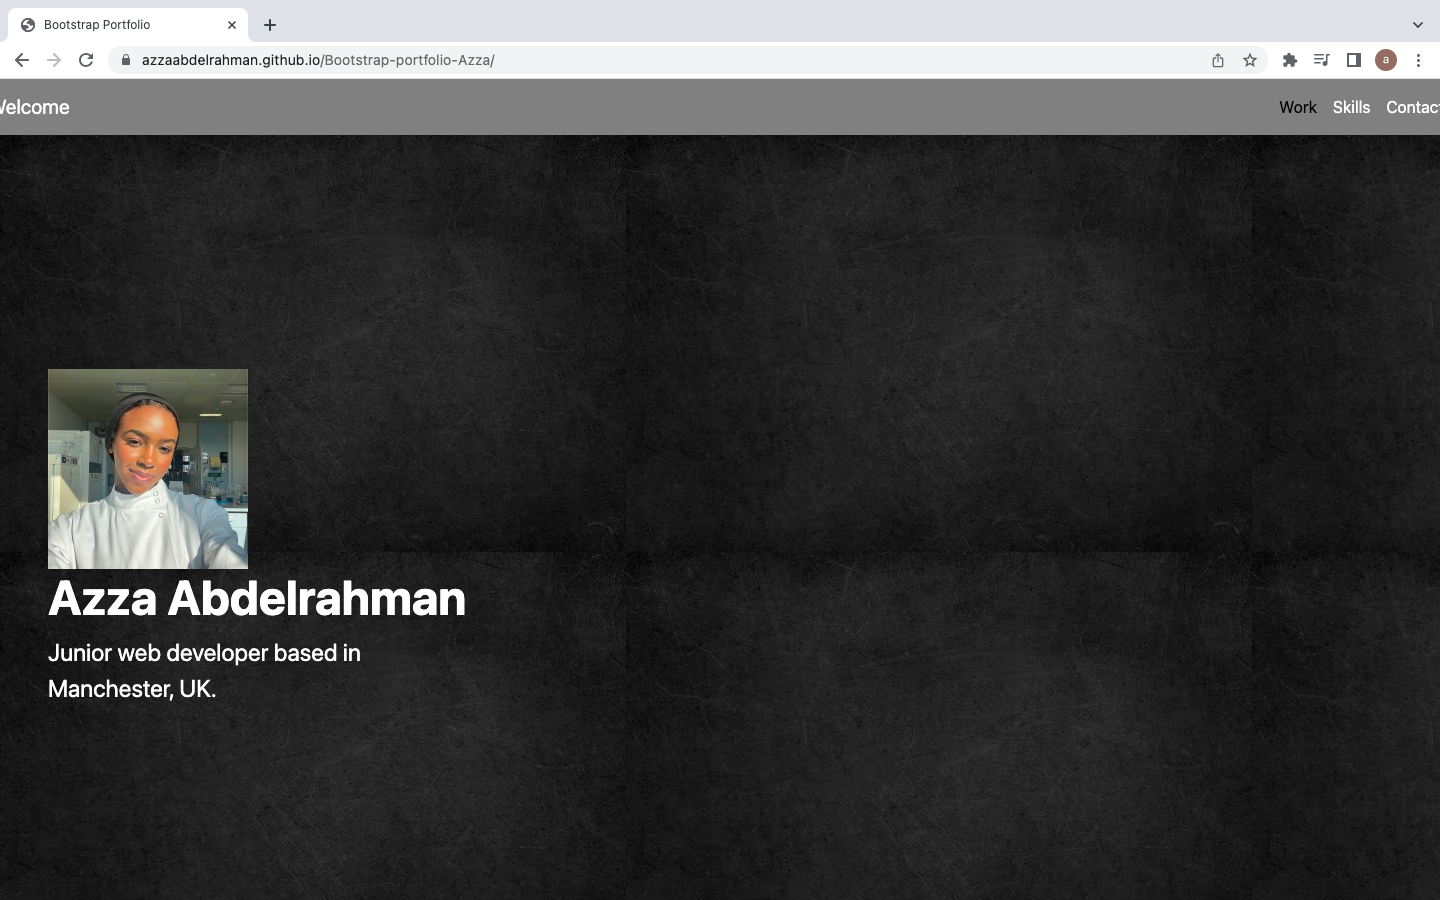 Bootstrap Portfolio
azzaabdelrahman.github.io/Bootstrap-portfolio-Azza/
a
Welcome
Work Skills Contact
Azza Abdelrahman
Junior web developer based in
Manchester, UK.